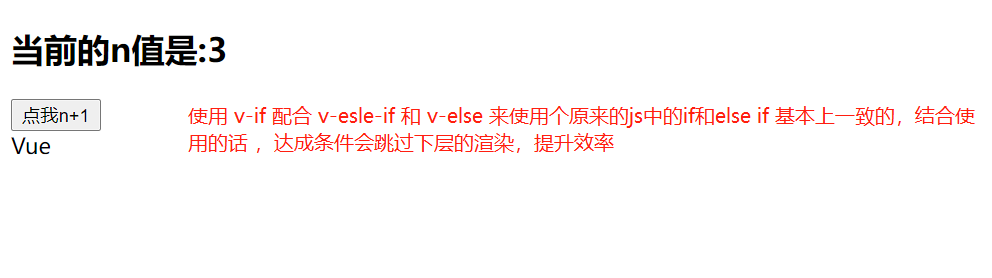 当前的n值是:3
点我n+1
Vue
使用 v-if 配合 v-esle-if 和 v-else 来使用个原来的js中的if和else if 基本上一致的，结合使
用的话 ，达成条件会跳过下层的渲染，提升效率